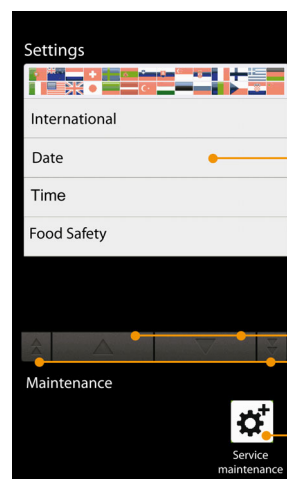 Settings
International
Date
Time
Food Safety
Maintenance
Service
maintenance